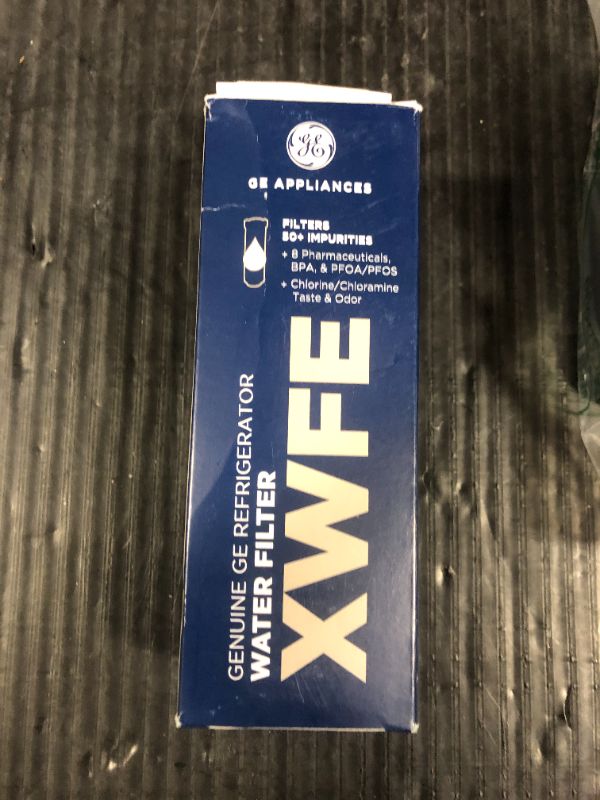 GE
GE APPLIANCES
FILTERS
50+ IMPURITIES
+ 8 Pharmaceuticals,
BPA, & PFOA/PFOS
+ Chlorine/Chloramine
Taste & Odor
GENUINE GE REFRIGERATOR
WATER FILTER
XWFE